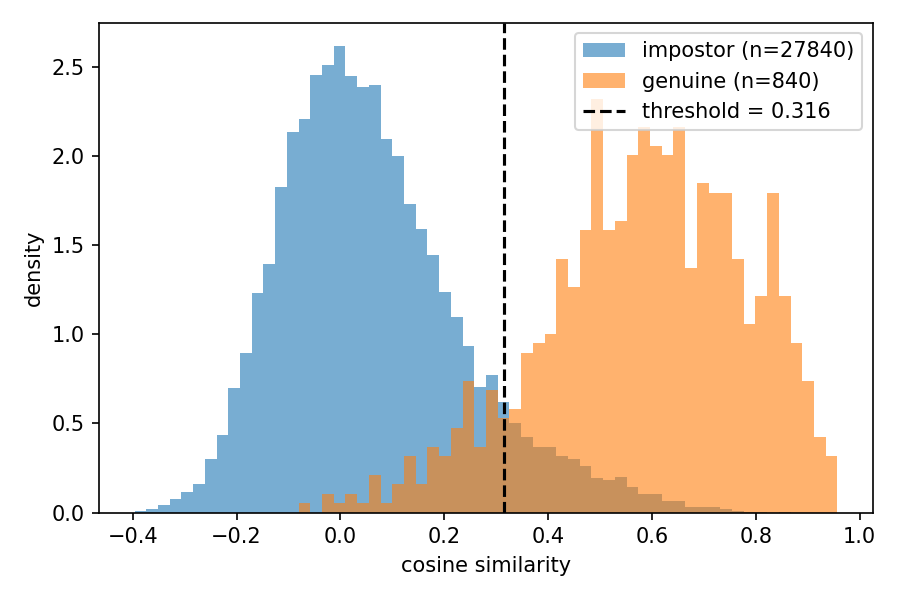 impostor (n=27840)
genuine (n=840)
threshold = 0.316
density
2.5
2.0
1.5
1.0
0.5
0.0
−0.4 −0.2 0.0 0.2 0.4 0.6 0.8 1.0
cosine similarity